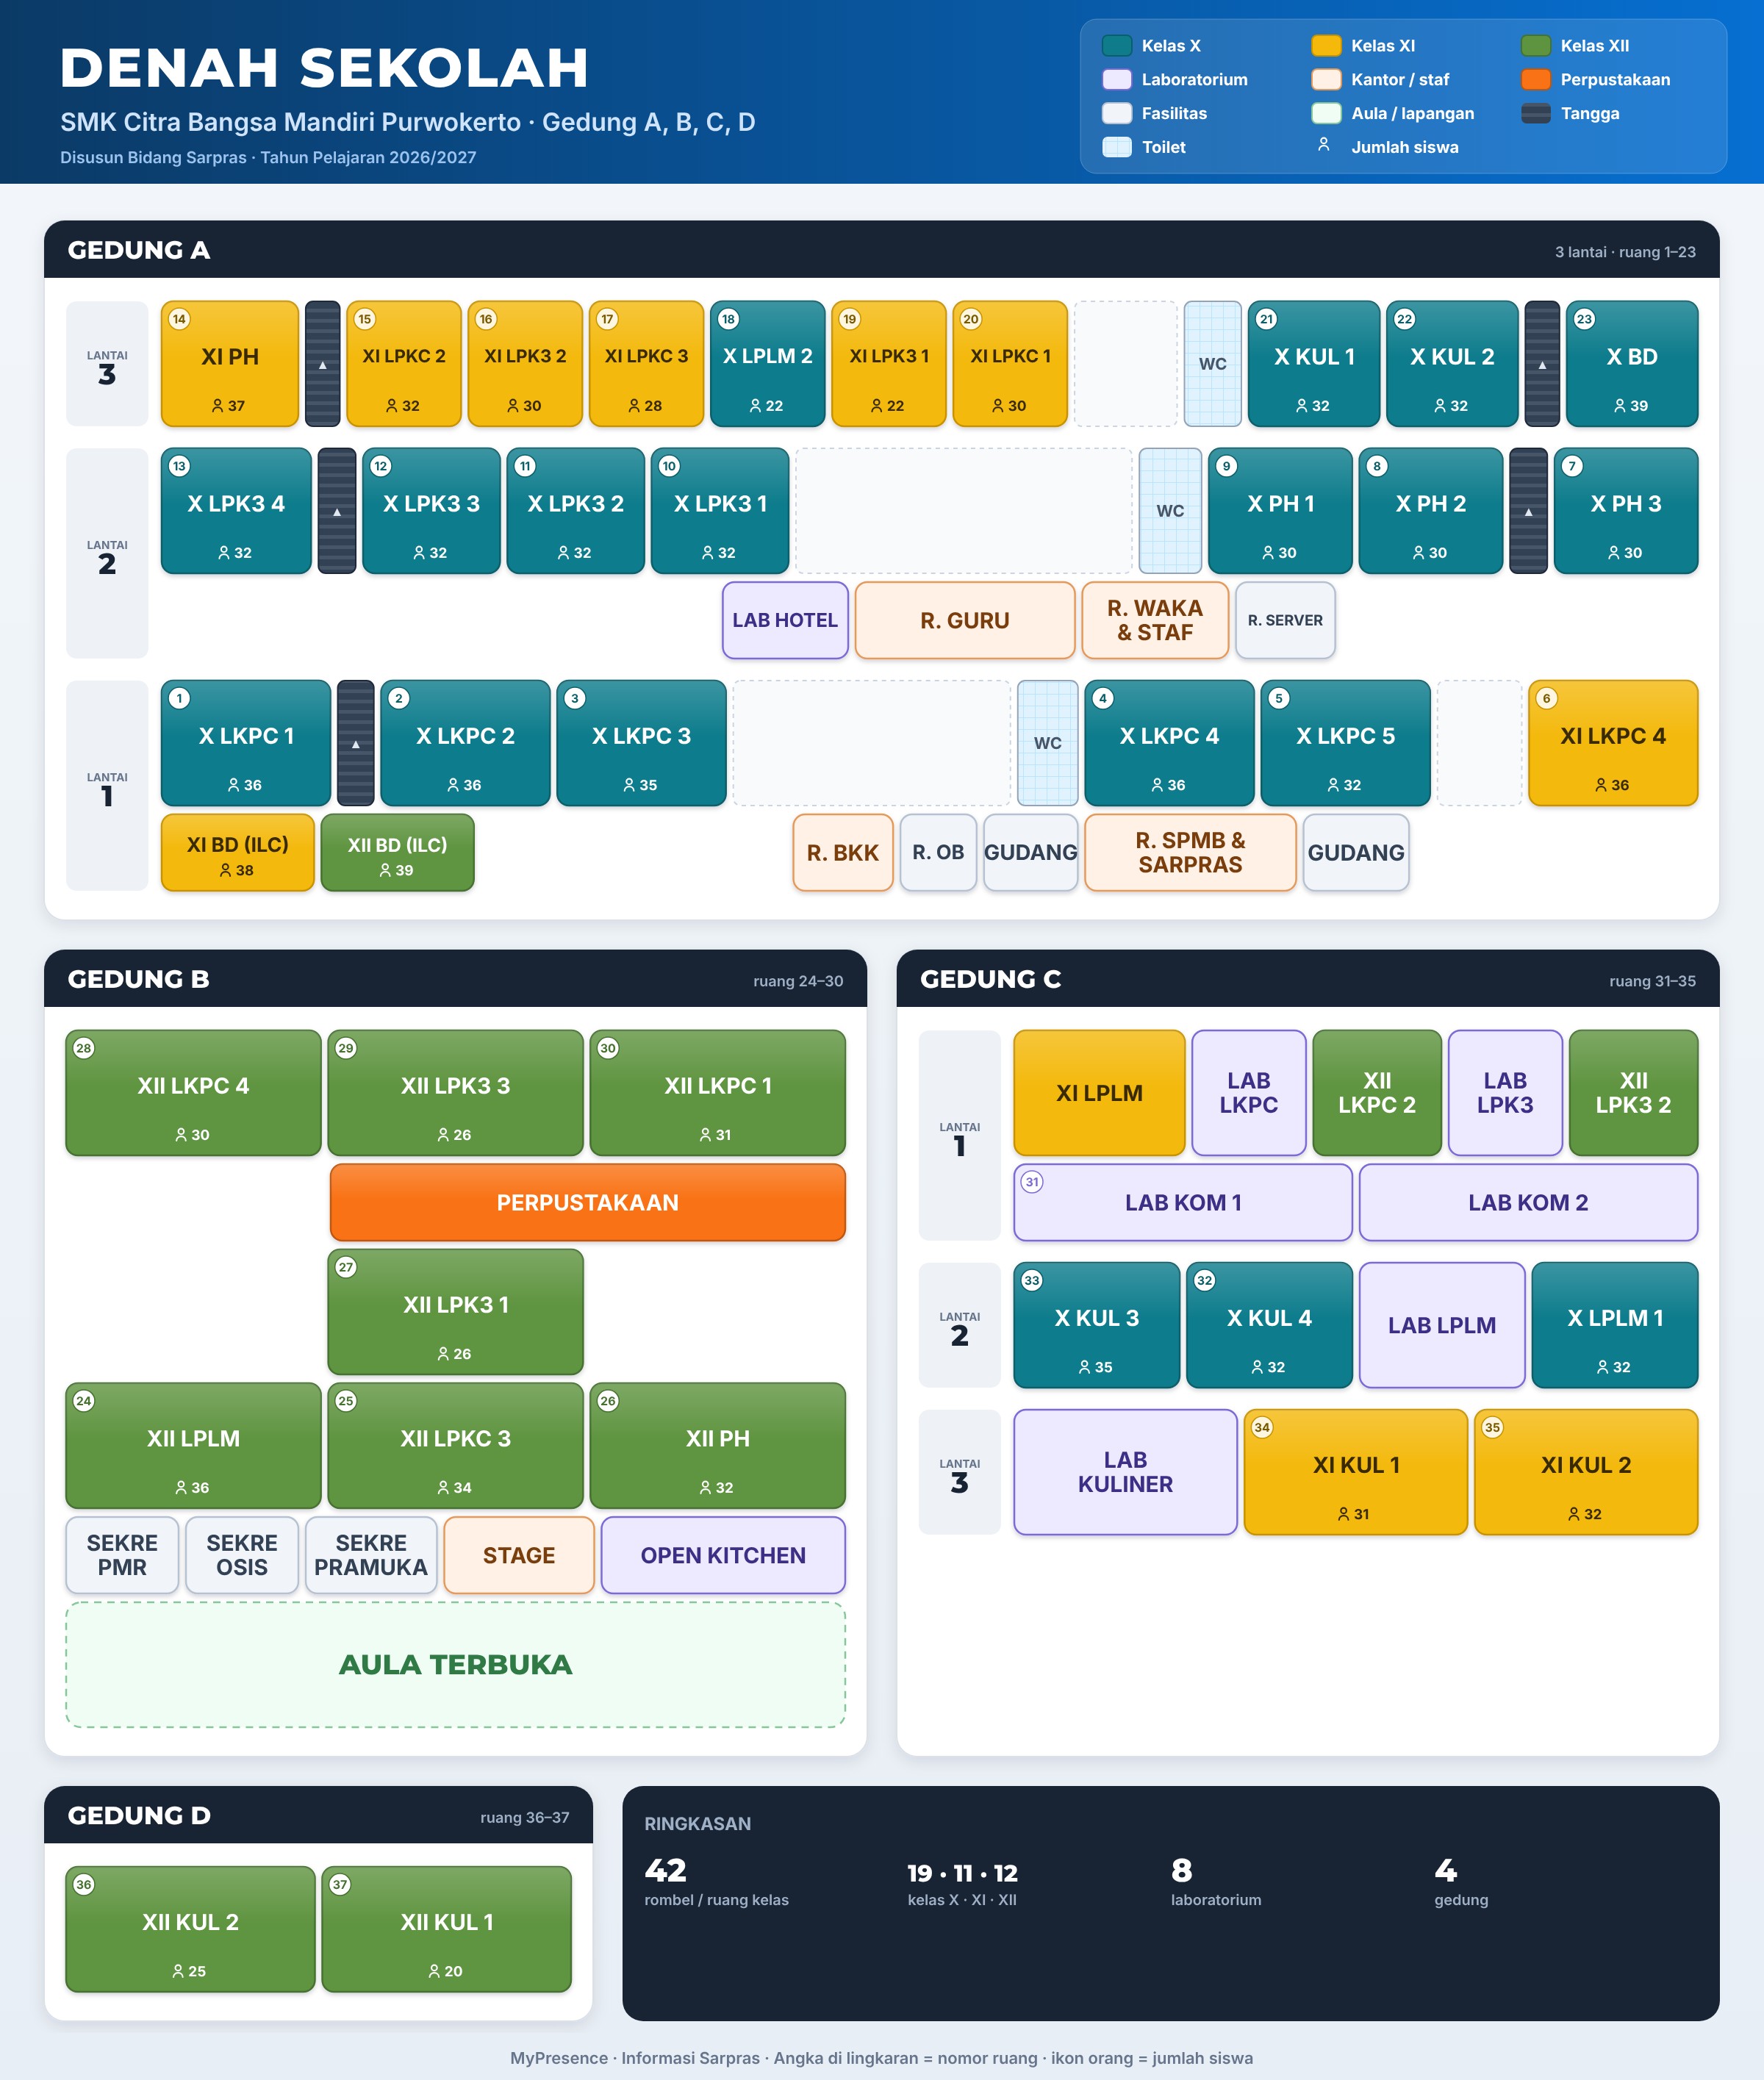 DENAH SEKOLAH
SMK Citra Bangsa Mandiri Purwokerto · Gedung A, B, C, D
Disusun Bidang Sarpras · Tahun Pelajaran 2026/2027
Kelas X
Kelas XI
Kelas XII
Laboratorium
Kantor / staf
Perpustakaan
Fasilitas
Aula / lapangan
Tangga
Toilet
Jumlah siswa
GEDUNG A
3 lantai · ruang 1–23
LANTAI
3
14
XI PH
37
▲
15
XI LPKC 2
32
16
XI LPK3 2
30
17
XI LPKC 3
28
18
X LPLM 2
22
19
XI LPK3 1
22
20
XI LPKC 1
30
WC
21
X KUL 1
32
22
X KUL 2
32
▲
23
X BD
39
LANTAI
2
13
X LPK3 4
32
▲
12
X LPK3 3
32
11
X LPK3 2
32
10
X LPK3 1
32
WC
9
X PH 1
30
8
X PH 2
30
▲
7
X PH 3
30
LAB HOTEL
R. GURU
R. WAKA
& STAF
R. SERVER
LANTAI
1
1
X LKPC 1
36
▲
2
X LKPC 2
36
3
X LKPC 3
35
WC
4
X LKPC 4
36
5
X LKPC 5
32
6
XI LKPC 4
36
XI BD (ILC)
38
XII BD (ILC)
39
R. BKK
R. OB
GUDANG
R. SPMB &
SARPRAS
GUDANG
GEDUNG B
ruang 24–30
28
XII LKPC 4
30
29
XII LPK3 3
26
30
XII LKPC 1
31
PERPUSTAKAAN
27
XII LPK3 1
26
24
XII LPLM
36
25
XII LPKC 3
34
26
XII PH
32
SEKRE
PMR
SEKRE
OSIS
SEKRE
PRAMUKA
STAGE
OPEN KITCHEN
AULA TERBUKA
GEDUNG C
ruang 31–35
LANTAI
1
XI LPLM
LAB
LKPC
XII
LKPC 2
LAB
LPK3
XII
LPK3 2
31
LAB KOM 1
LAB KOM 2
LANTAI
2
33
X KUL 3
35
32
X KUL 4
32
LAB LPLM
X LPLM 1
32
LANTAI
3
LAB
KULINER
34
XI KUL 1
31
35
XI KUL 2
32
GEDUNG D
ruang 36–37
36
XII KUL 2
25
37
XII KUL 1
20
RINGKASAN
42
rombel / ruang kelas
19 · 11 · 12
kelas X · XI · XII
8
laboratorium
4
gedung
MyPresence · Informasi Sarpras · Angka di lingkaran = nomor ruang · ikon orang = jumlah siswa